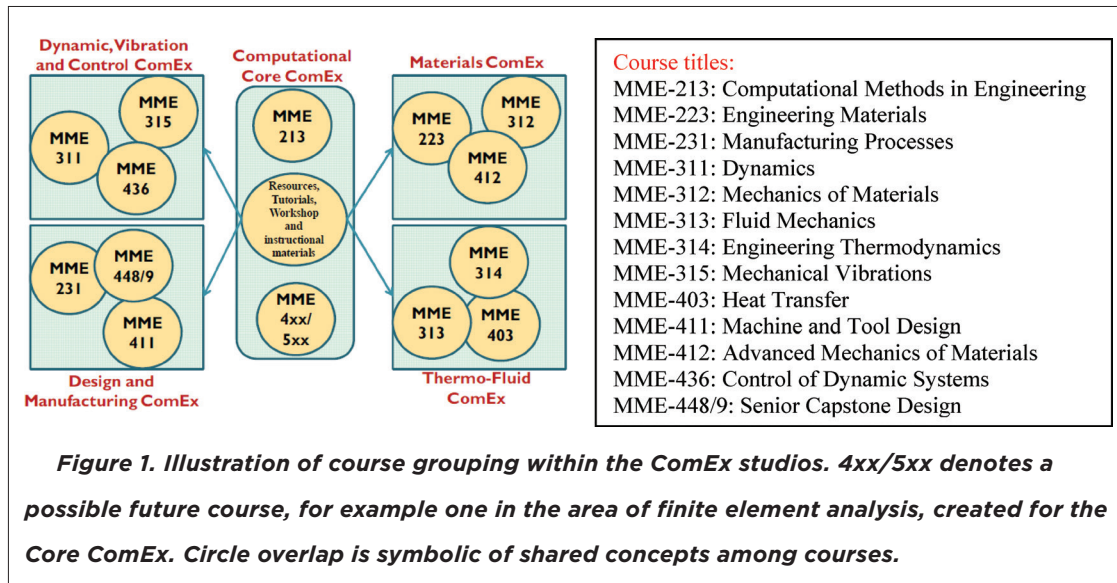 Dynamic, Vibration
and Control ComEx
MME
315
MME
311
MME
436
Computational
Core ComEx
MME
213
Resources,
Tutorials,
Workshop
and
instructional
materials
MME
4xx/
5xx
Materials ComEx
MME
312
MME
223
MME
412
MME
231
MME
448/9
MME
411
Design and
Manufacturing ComEx
MME
314
MME
313
MME
403
Thermo-Fluid
ComEx
Course titles:
MME-213: Computational Methods in Engineering
MME-223: Engineering Materials
MME-231: Manufacturing Processes
MME-311: Dynamics
MME-312: Mechanics of Materials
MME-313: Fluid Mechanics
MME-314: Engineering Thermodynamics
MME-315: Mechanical Vibrations
MME-403: Heat Transfer
MME-411: Machine and Tool Design
MME-412: Advanced Mechanics of Materials
MME-436: Control of Dynamic Systems
MME-448/9: Senior Capstone Design
Figure 1. Illustration of course grouping within the ComEx studios. 4xx/5xx denotes a
possible future course, for example one in the area of finite element analysis, created for the
Core ComEx. Circle overlap is symbolic of shared concepts among courses.